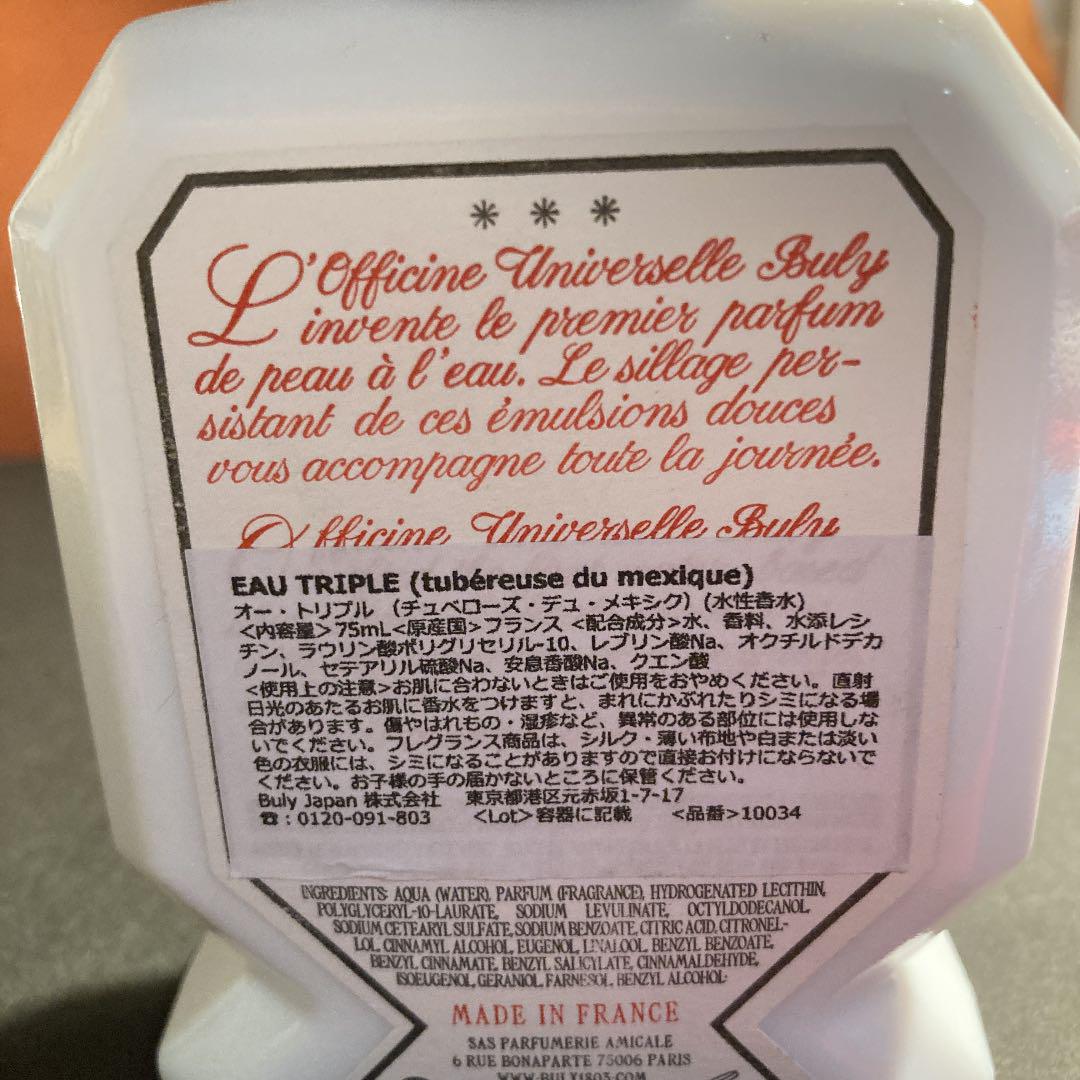 L'Officine Universelle Buly
invente le premier parfum
de peau à l'eau. Le sillage per-
sistant de ces émulsions douces
vous accompagne toute la journée.
Officine Universelle Buly
EAU TRIPLE (tubéreuse du mexique)
オー・トリプル （チュベローズ・デュ・メキシク）(水性香水)
<内容量>75mL<原産国>フランス <配合成分>水、香料、水添レシ
チン、ラウリン酸ポリグリセリル-10、レブリン酸Na、オクチルドデカ
ノール、セテアリル硫酸Na、安息香酸Na、クエン酸
<使用上の注意>お肌に合わないときはご使用をおやめください。直射
日光のあたるお肌に香水をつけますと、まれにかぶれたりシミになる場
合があります。傷やはれもの・湿疹など、異常のある部位には使用しな
いでください。フレグランス商品は、シルク・薄い布地や白または淡い
色の衣服には、シミになることがありますので直接お付けにならないで
ください。お子様の手の届かないところに保管ください。
Buly Japan 株式会社 東京都港区元赤坂1-7-17
☎：0120-091-803 <Lot>容器に記載 <品番>10034
INGREDIENTS: AQUA (WATER), PARFUM (FRAGRANCE), HYDROGENATED LECITHIN,
POLYGLYCERYL-10-LAURATE, SODIUM LEVULINATE, OCTYLDODECANOL,
SODIUM CETEARYL SULFATE, SODIUM BENZOATE, CITRIC ACID, CITRONEL-
LOL, CINNAMYL ALCOHOL, EUGENOL, LINALOOL, BENZYL BENZOATE,
BENZYL CINNAMATE, BENZYL SALICYLATE, CINNAMALDEHYDE,
ISOEUGENOL, GERANIOL, FARNESOL, BENZYL ALCOHOL.
MADE IN FRANCE
SAS PARFUMERIE AMICALE
6 RUE BONAPARTE 75006 PARIS
WWW.BULY1803.COM